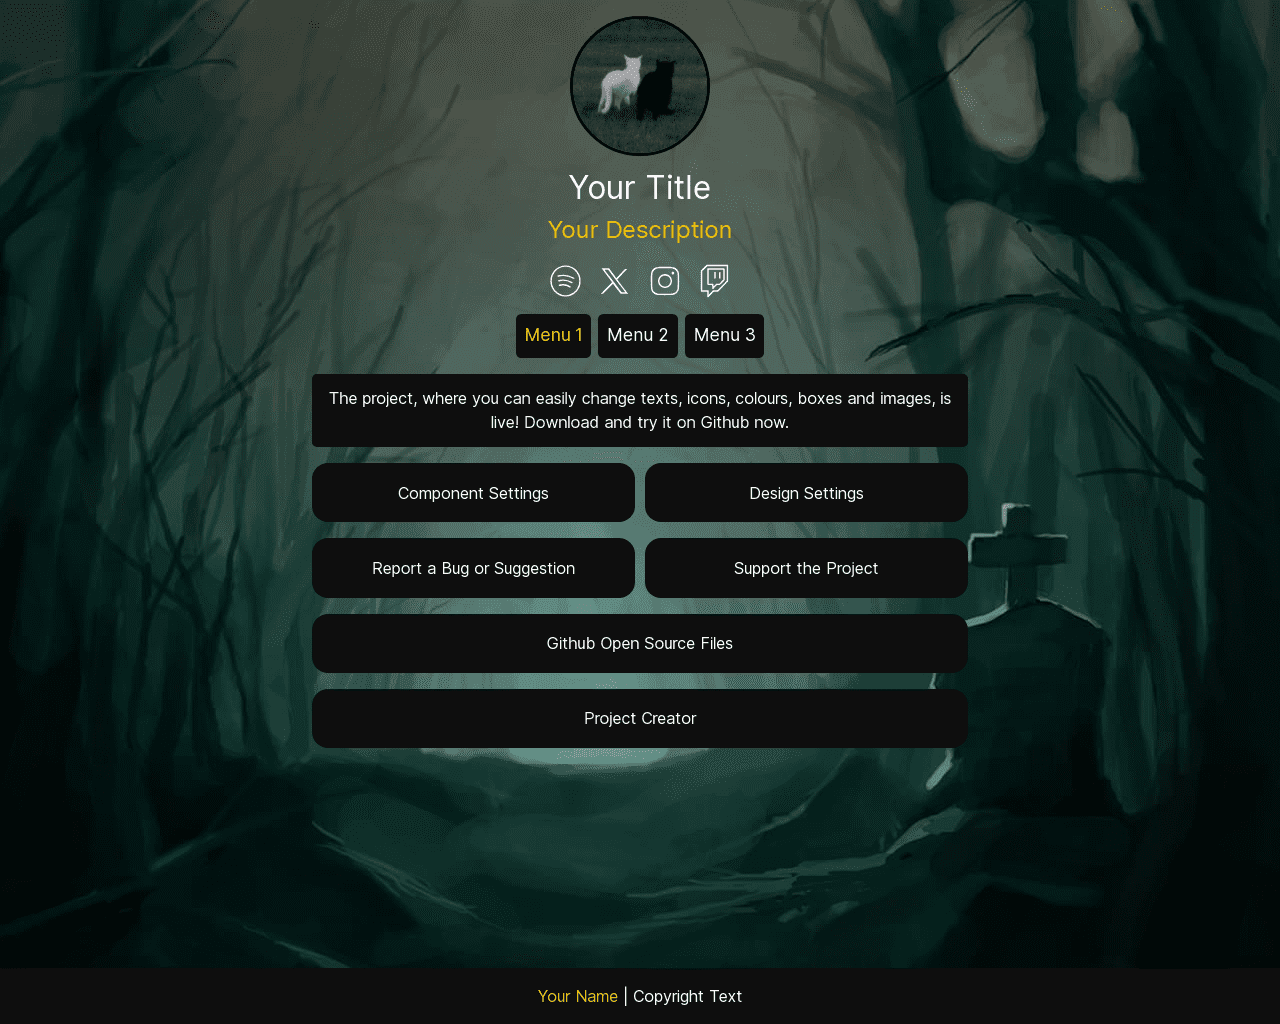 Your Title
Your Description
Menu 1 Menu 2 Menu 3
The project, where you can easily change texts, icons, colours, boxes and images, is
live! Download and try it on Github now.
Component Settings Design Settings
Report a Bug or Suggestion Support the Project
Github Open Source Files
Project Creator
Your Name | Copyright Text